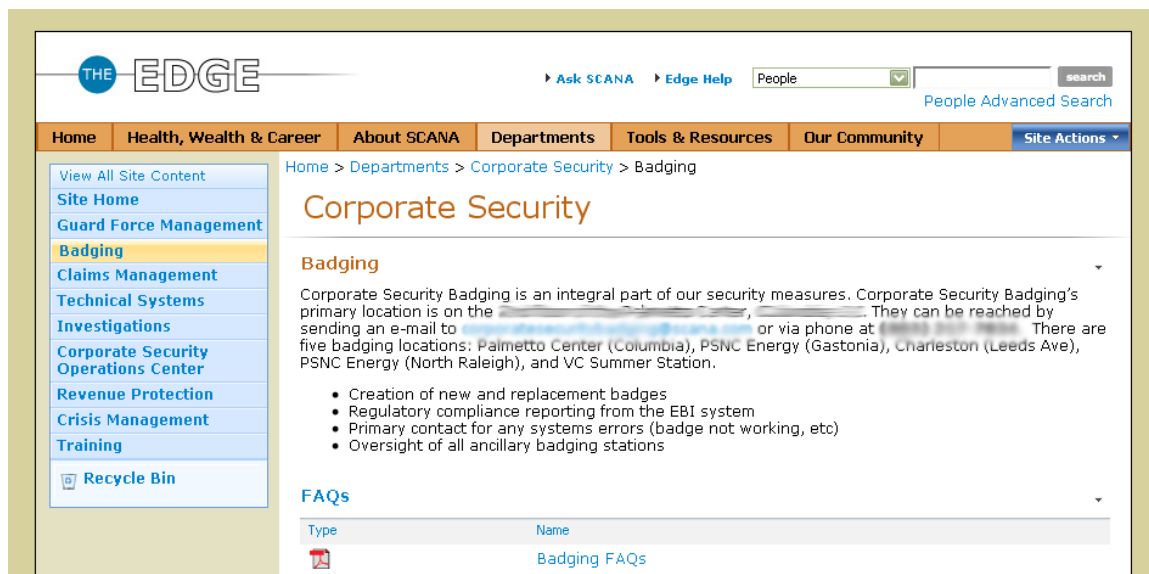 THE EDGE
Ask SCANA Edge Help People search
People Advanced Search
Home Health, Wealth & Career About SCANA Departments Tools & Resources Our Community Site Actions
View All Site Content
Site Home
Guard Force Management
Badging
Claims Management
Technical Systems
Investigations
Corporate Security
Operations Center
Revenue Protection
Crisis Management
Training
Recycle Bin
Home > Departments > Corporate Security > Badging
Corporate Security
Badging
Corporate Security Badging is an integral part of our security measures. Corporate Security Badging's
primary location is on the They can be reached by
sending an e-mail to or via phone at There are
five badging locations: Palmetto Center (Columbia), PSNC Energy (Gastonia), Charleston (Leeds Ave),
PSNC Energy (North Raleigh), and VC Summer Station.
• Creation of new and replacement badges
• Regulatory compliance reporting from the EBI system
• Primary contact for any systems errors (badge not working, etc)
• Oversight of all ancillary badging stations
FAQs
Type Name
Badging FAQs